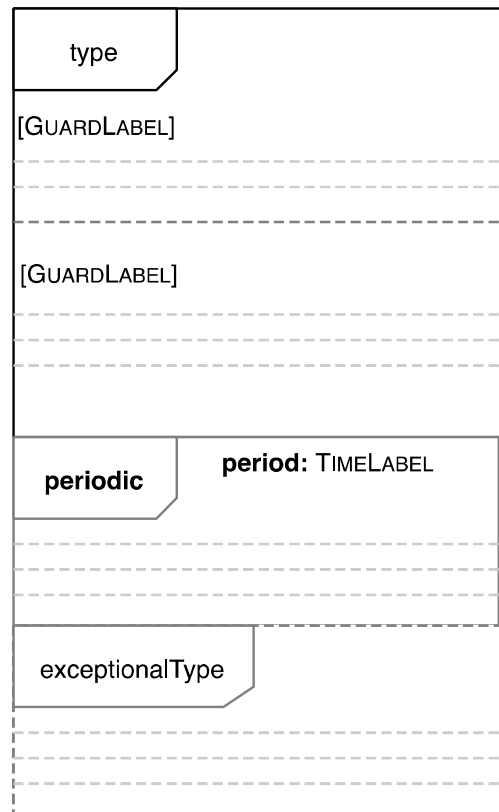 type
[GUARDLABEL]
[GUARDLABEL]
periodic
period: TIMELABEL
exceptionalType